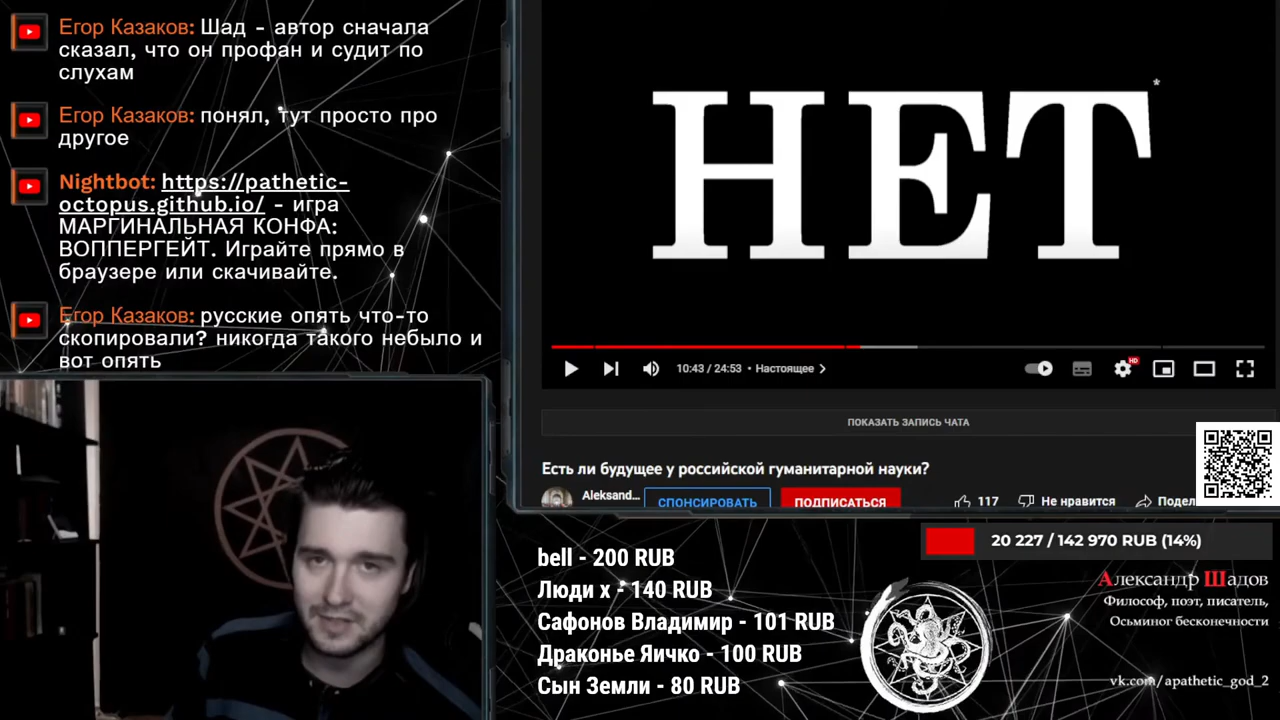 Егор Казаков: Шад - автор сначала
сказал, что он профан и судит по
слухам
Егор Казаков: понял, тут просто про
другое
Nightbot: https://pathetic-
octopus.github.io/ - игра
МАРГИНАЛЬНАЯ КОНФА:
ВОППЕРГЕЙТ. Играйте прямо в
браузере или скачивайте.
Егор Казаков: русские опять что-то
скопировали? никогда такого небыло и
вот опять
НЕТ*
10:43 / 24:53 • Настоящее
HD
ПОКАЗАТЬ ЗАПИСЬ ЧАТА
Есть ли будущее у российской гуманитарной науки?
Aleksand...
СПОНСИРОВАТЬ
ПОДПИСАТЬСЯ
117
Не нравится
Подел
20 227 / 142 970 RUB (14%)
bell - 200 RUB
Люди х - 140 RUB
Сафонов Владимир - 101 RUB
Драконье Яичко - 100 RUB
Сын Земли - 80 RUB
Александр Шадов
Философ, поэт, писатель,
Осьминог бесконечности
vk.com/apathetic_god_2